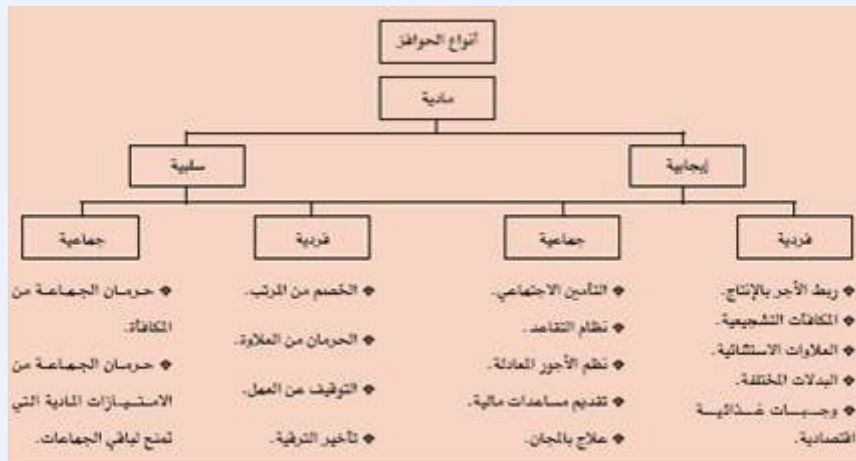 أنواع الحوافز
مادية
إيجابية
سلبية
فردية
جماعية
فردية
جماعية
❖ ربط الأجر بالإنتاج.
❖ المكافآت التشجيعية.
❖ العلاوات الاستثنائية.
❖ البدلات المختلفة.
❖ وجبات غذائية
اقتصادية.
❖ التأمين الاجتماعي.
❖ نظام التقاعد.
❖ نظم الأجور المعادلة.
❖ تقديم مساعدات مالية.
❖ علاج بالمجان.
❖ الخصم من المرتب.
❖ الحرمان من العلاوة.
❖ التوقيف عن العمل.
❖ تأخير الترقية.
❖ حرمان الجماعة من
المكافأة.
❖ حرمان الجماعة من
الامتيازات المادية التي
تمنح لباقي الجماعات.